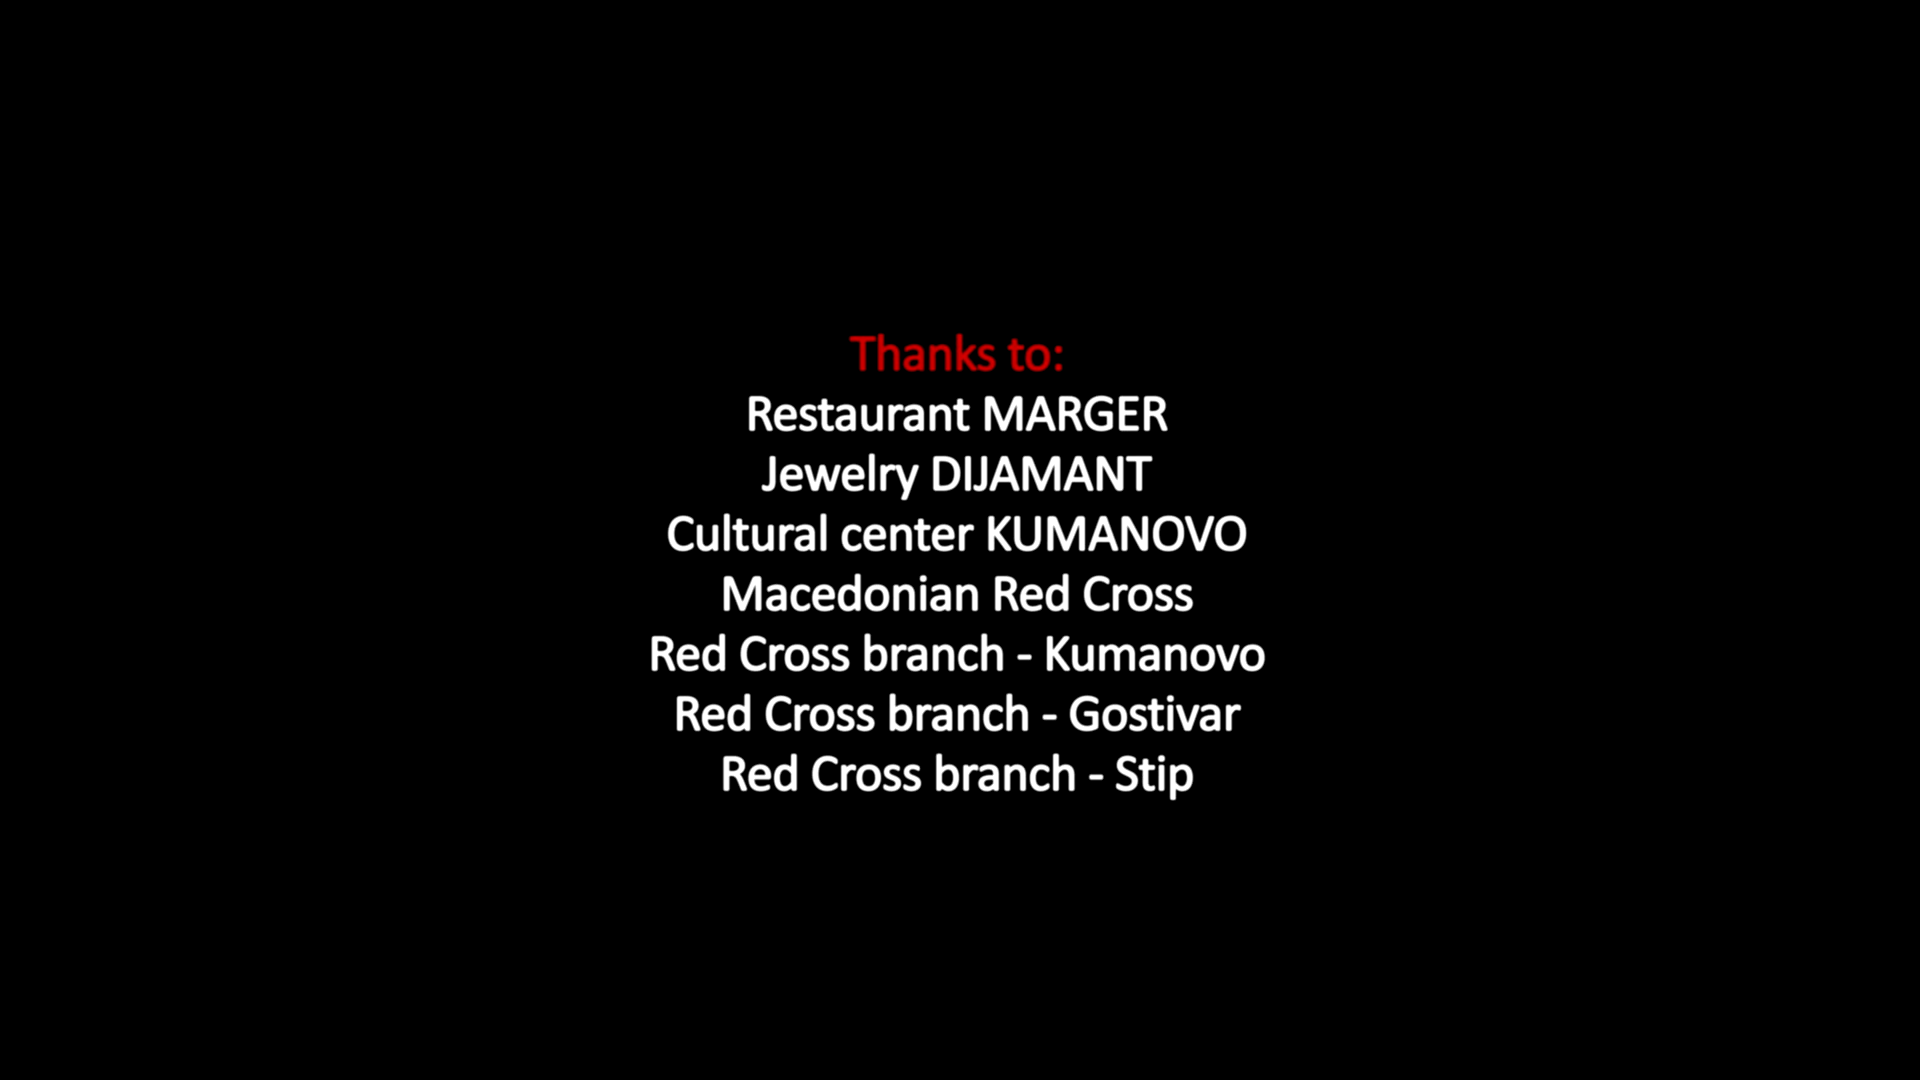 Thanks to:
Restaurant MARGER
Jewelry DIJAMANT
Cultural center KUMANOVO
Macedonian Red Cross
Red Cross branch - Kumanovo
Red Cross branch - Gostivar
Red Cross branch - Stip